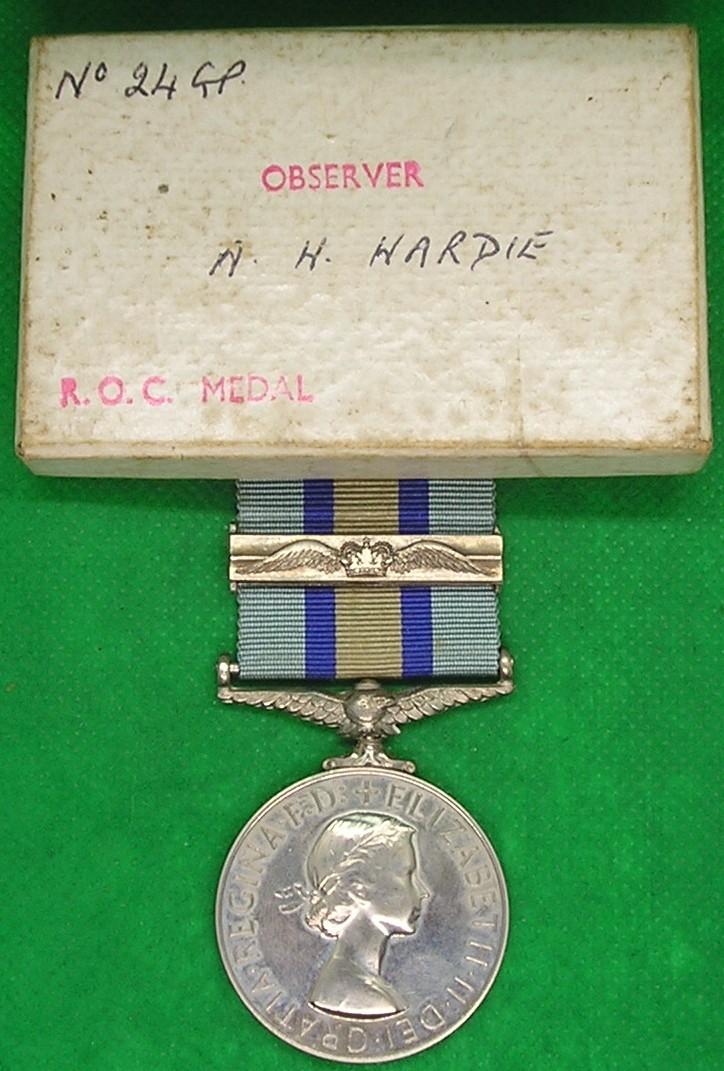 Nº 24 GP.
OBSERVER
A. H. HARDIE
R.O.C. MEDAL
ELIZABETH·II·DEI·GRATIA·REGINA·F:D:+